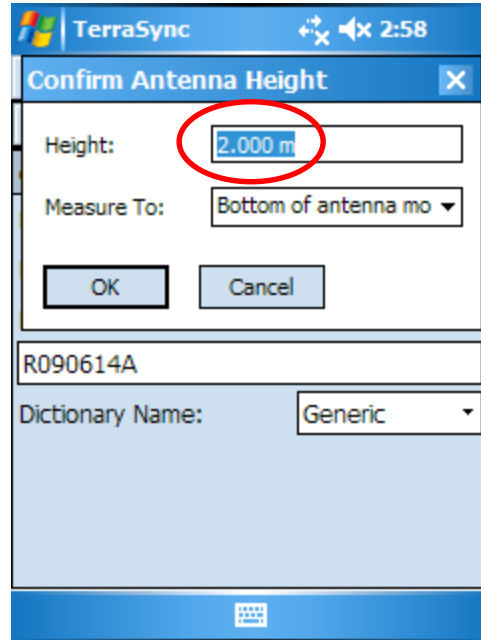 TerraSync 2:58
Confirm Antenna Height X
Height: 2.000 m
Measure To: Bottom of antenna mo
OK Cancel
R090614A
Dictionary Name: Generic